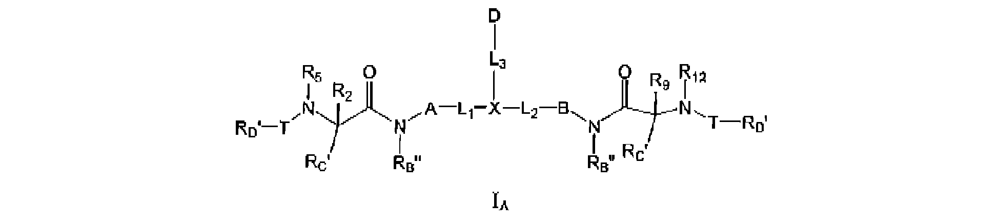 D
L3
R5 O O R12
R2 R9
N A L1 X L2 B N
RD' T N N T RD'
RC' RB" RB" RC'
IA